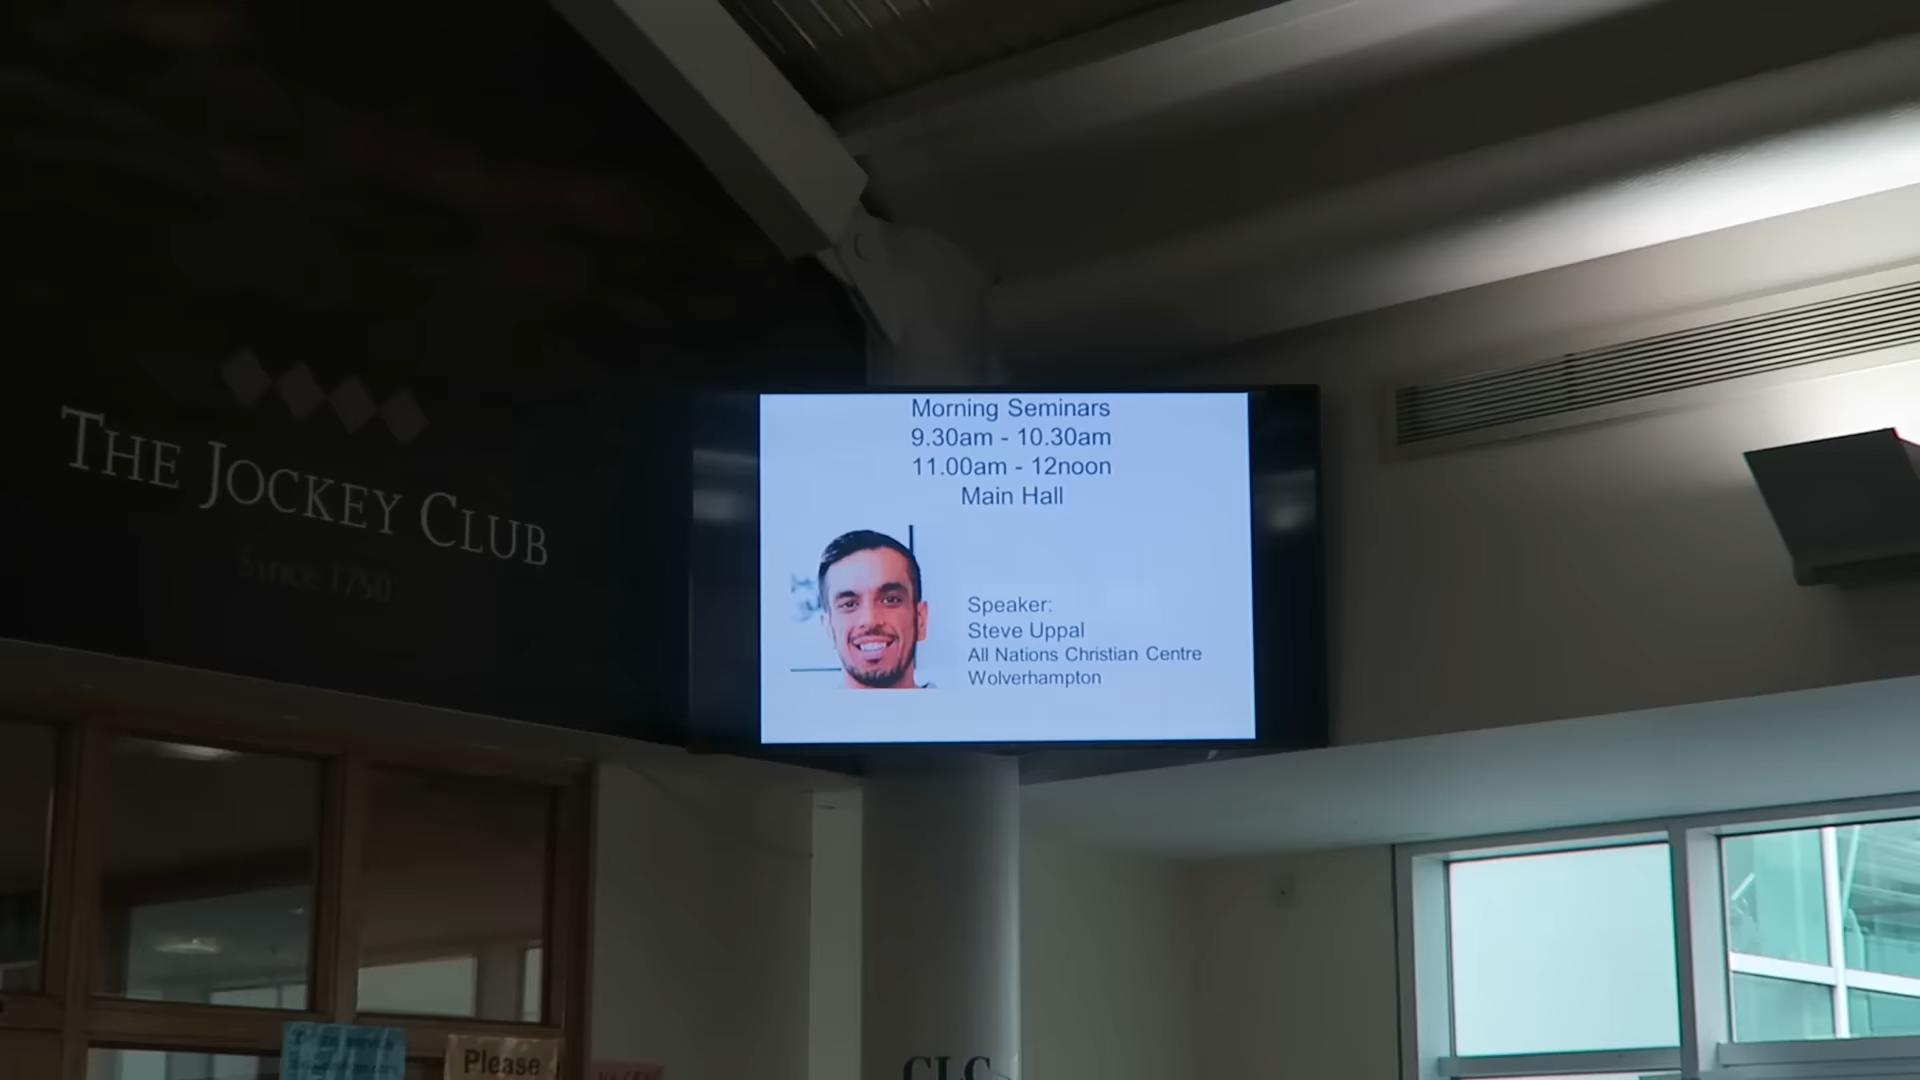 THE JOCKEY CLUB
Since 1750
Morning Seminars
9.30am - 10.30am
11.00am - 12noon
Main Hall
Speaker:
Steve Uppal
All Nations Christian Centre
Wolverhampton
Please
CLC